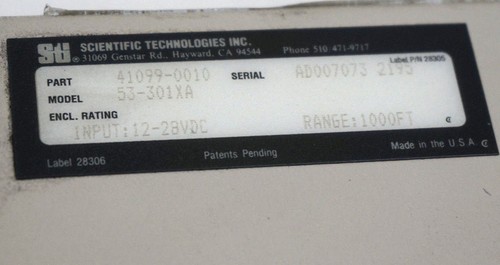 sti SCIENTIFIC TECHNOLOGIES INC.
® 31069 Genstar Rd., Hayward, CA 94544 Phone 510/471-9717
Label P/N 28305
PART 41099-0010 SERIAL AD007073 2195
MODEL 53-301XA
ENCL. RATING
INPUT:12-28VDC RANGE:1000FT
Label 28306 Patents Pending Made in the U.S.A.